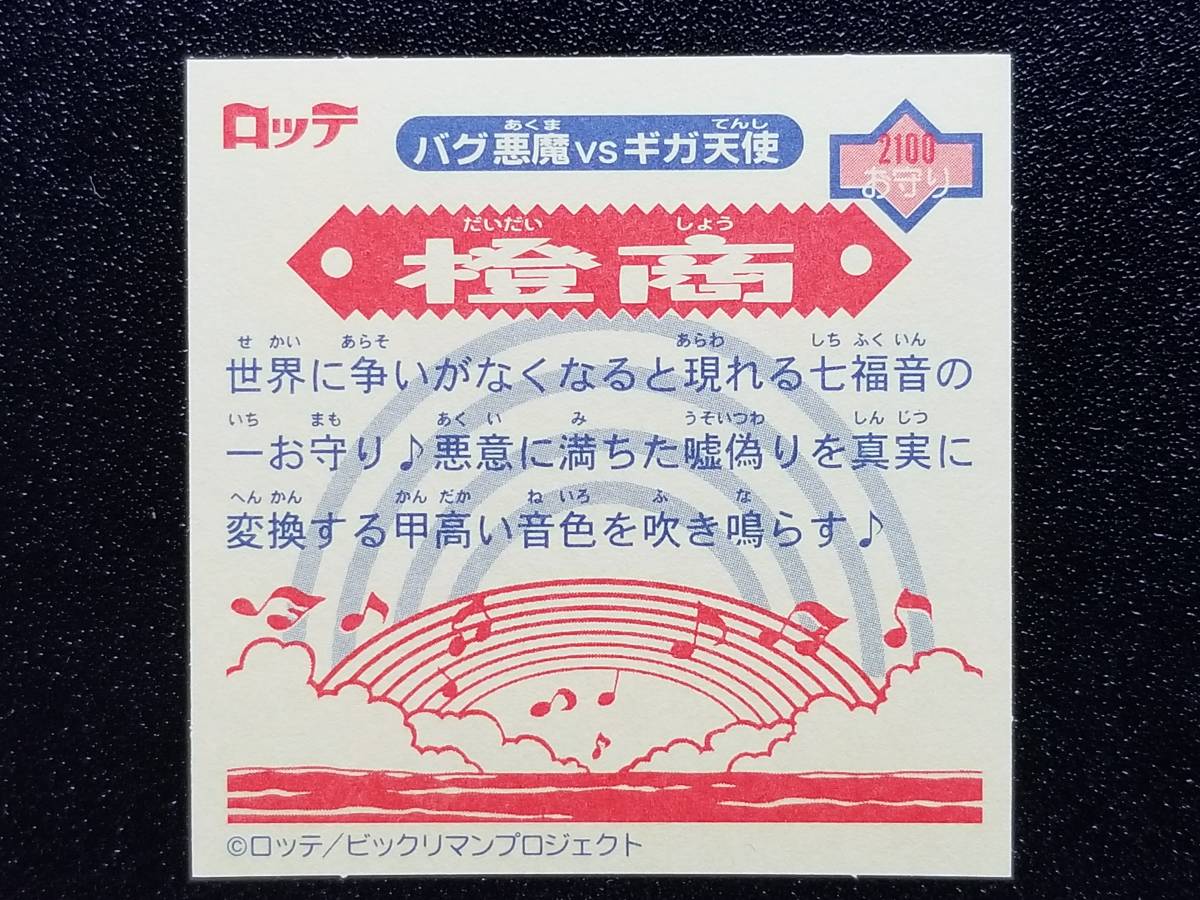 ロッテ
あくま てんし
バグ悪魔VSギガ天使
2100
お守り
だいだい しょう
橙商
せ かい あらそ あらわ しち ふく いん
世界に争いがなくなると現れる七福音の
いち まも あく い み うそいつわ しん じつ
一お守り♪悪意に満ちた嘘偽りを真実に
へん かん かん だか ね いろ ふ な
変換する甲高い音色を吹き鳴らす♪
©ロッテ/ビックリマンプロジェクト